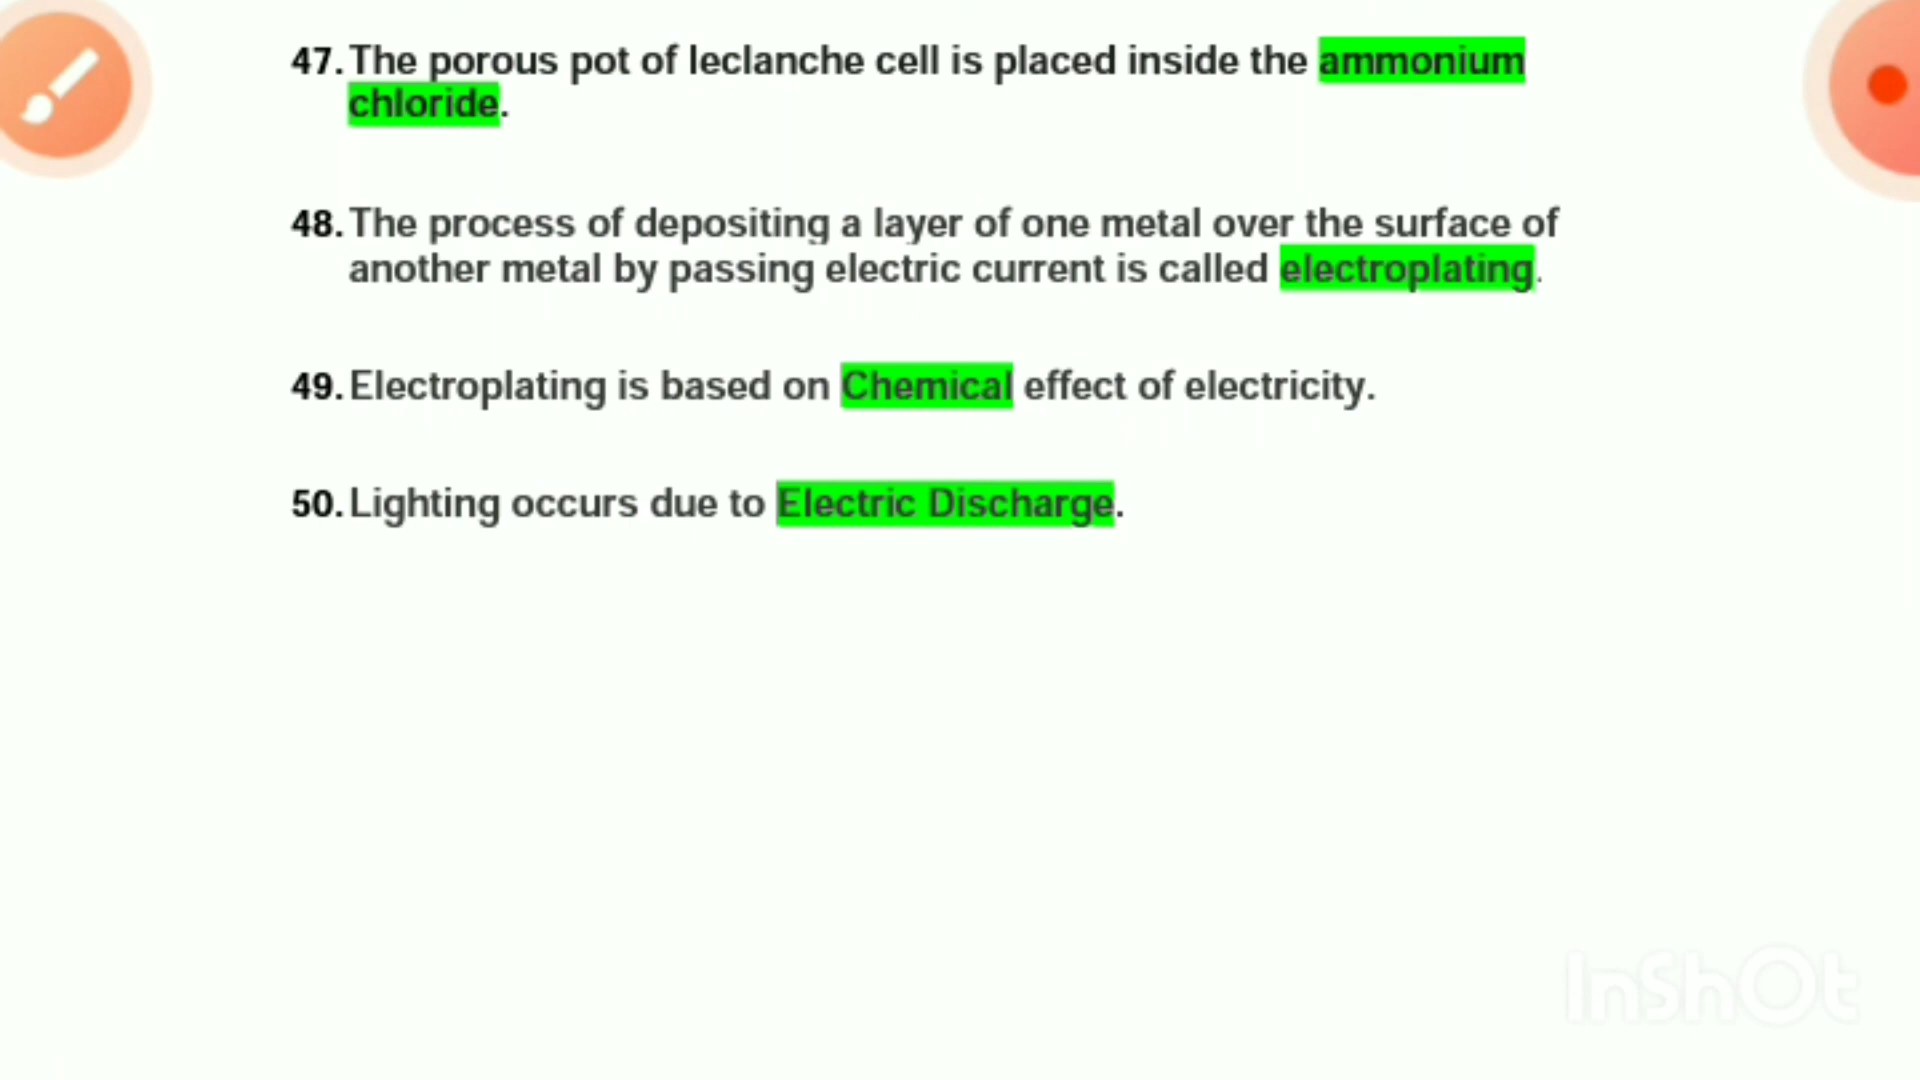 47. The porous pot of leclanche cell is placed inside the ammonium
chloride.
48. The process of depositing a layer of one metal over the surface of
another metal by passing electric current is called electroplating.
49. Electroplating is based on Chemical effect of electricity.
50. Lighting occurs due to Electric Discharge.
InShOt